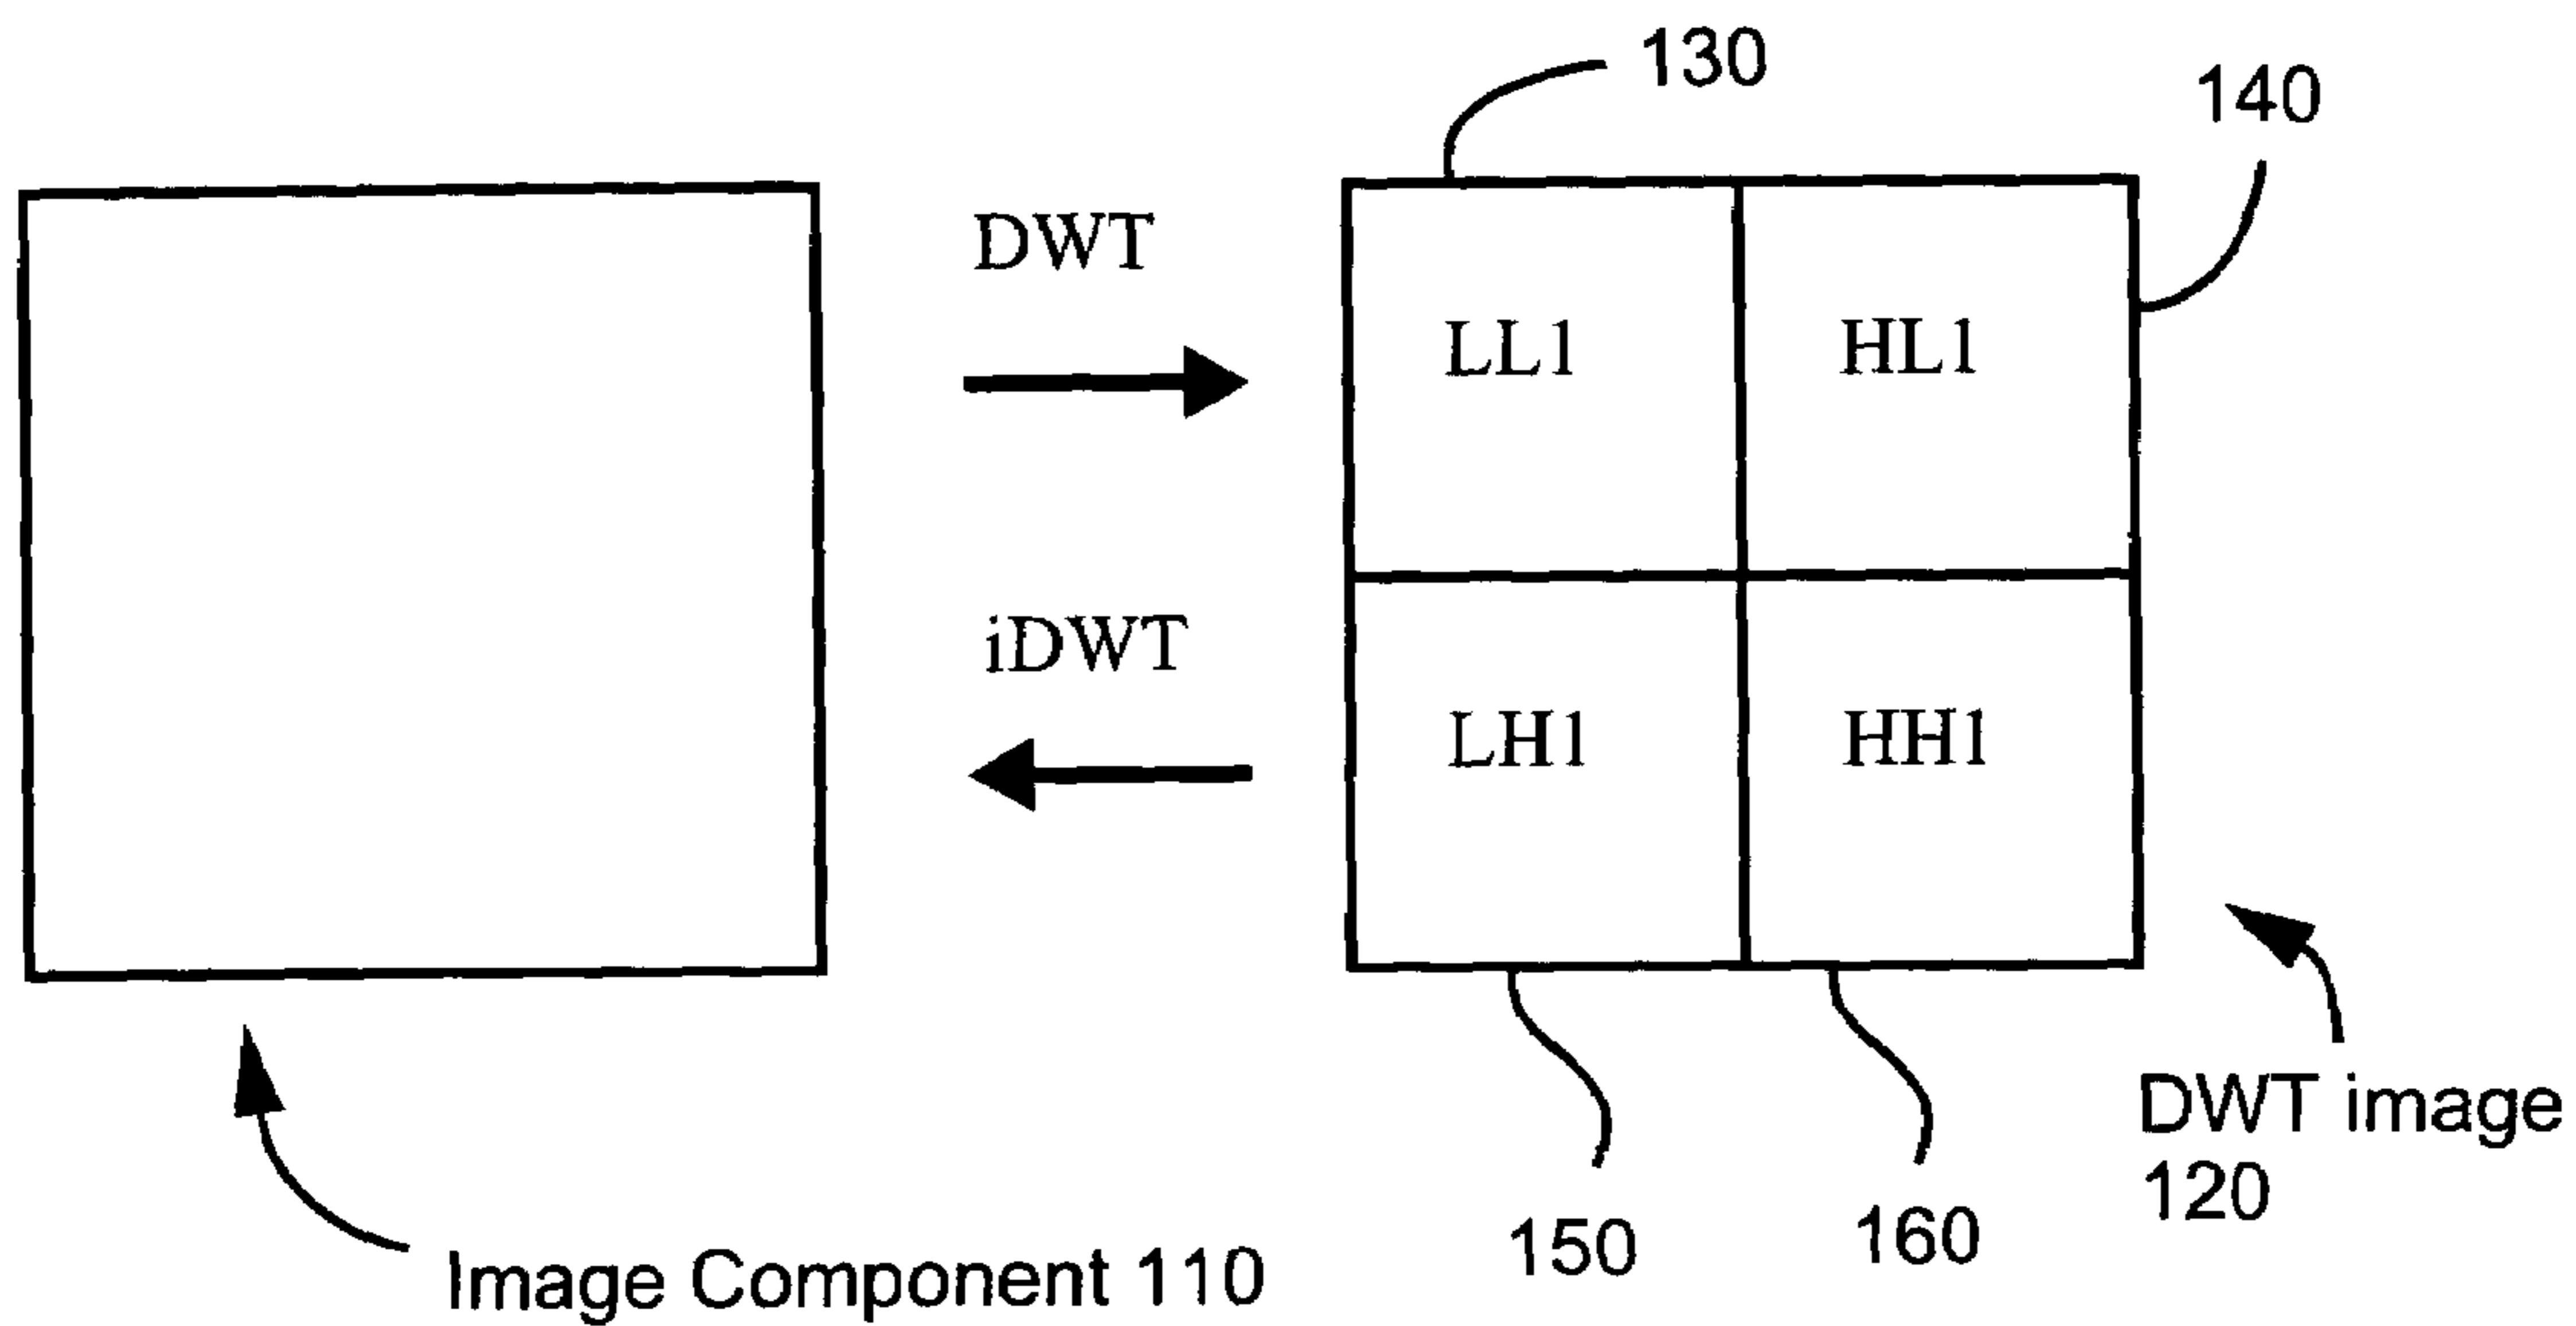 130
140
DWT
LL1
HL1
iDWT
LH1
HH1
DWT image
120
150
160
Image Component 110